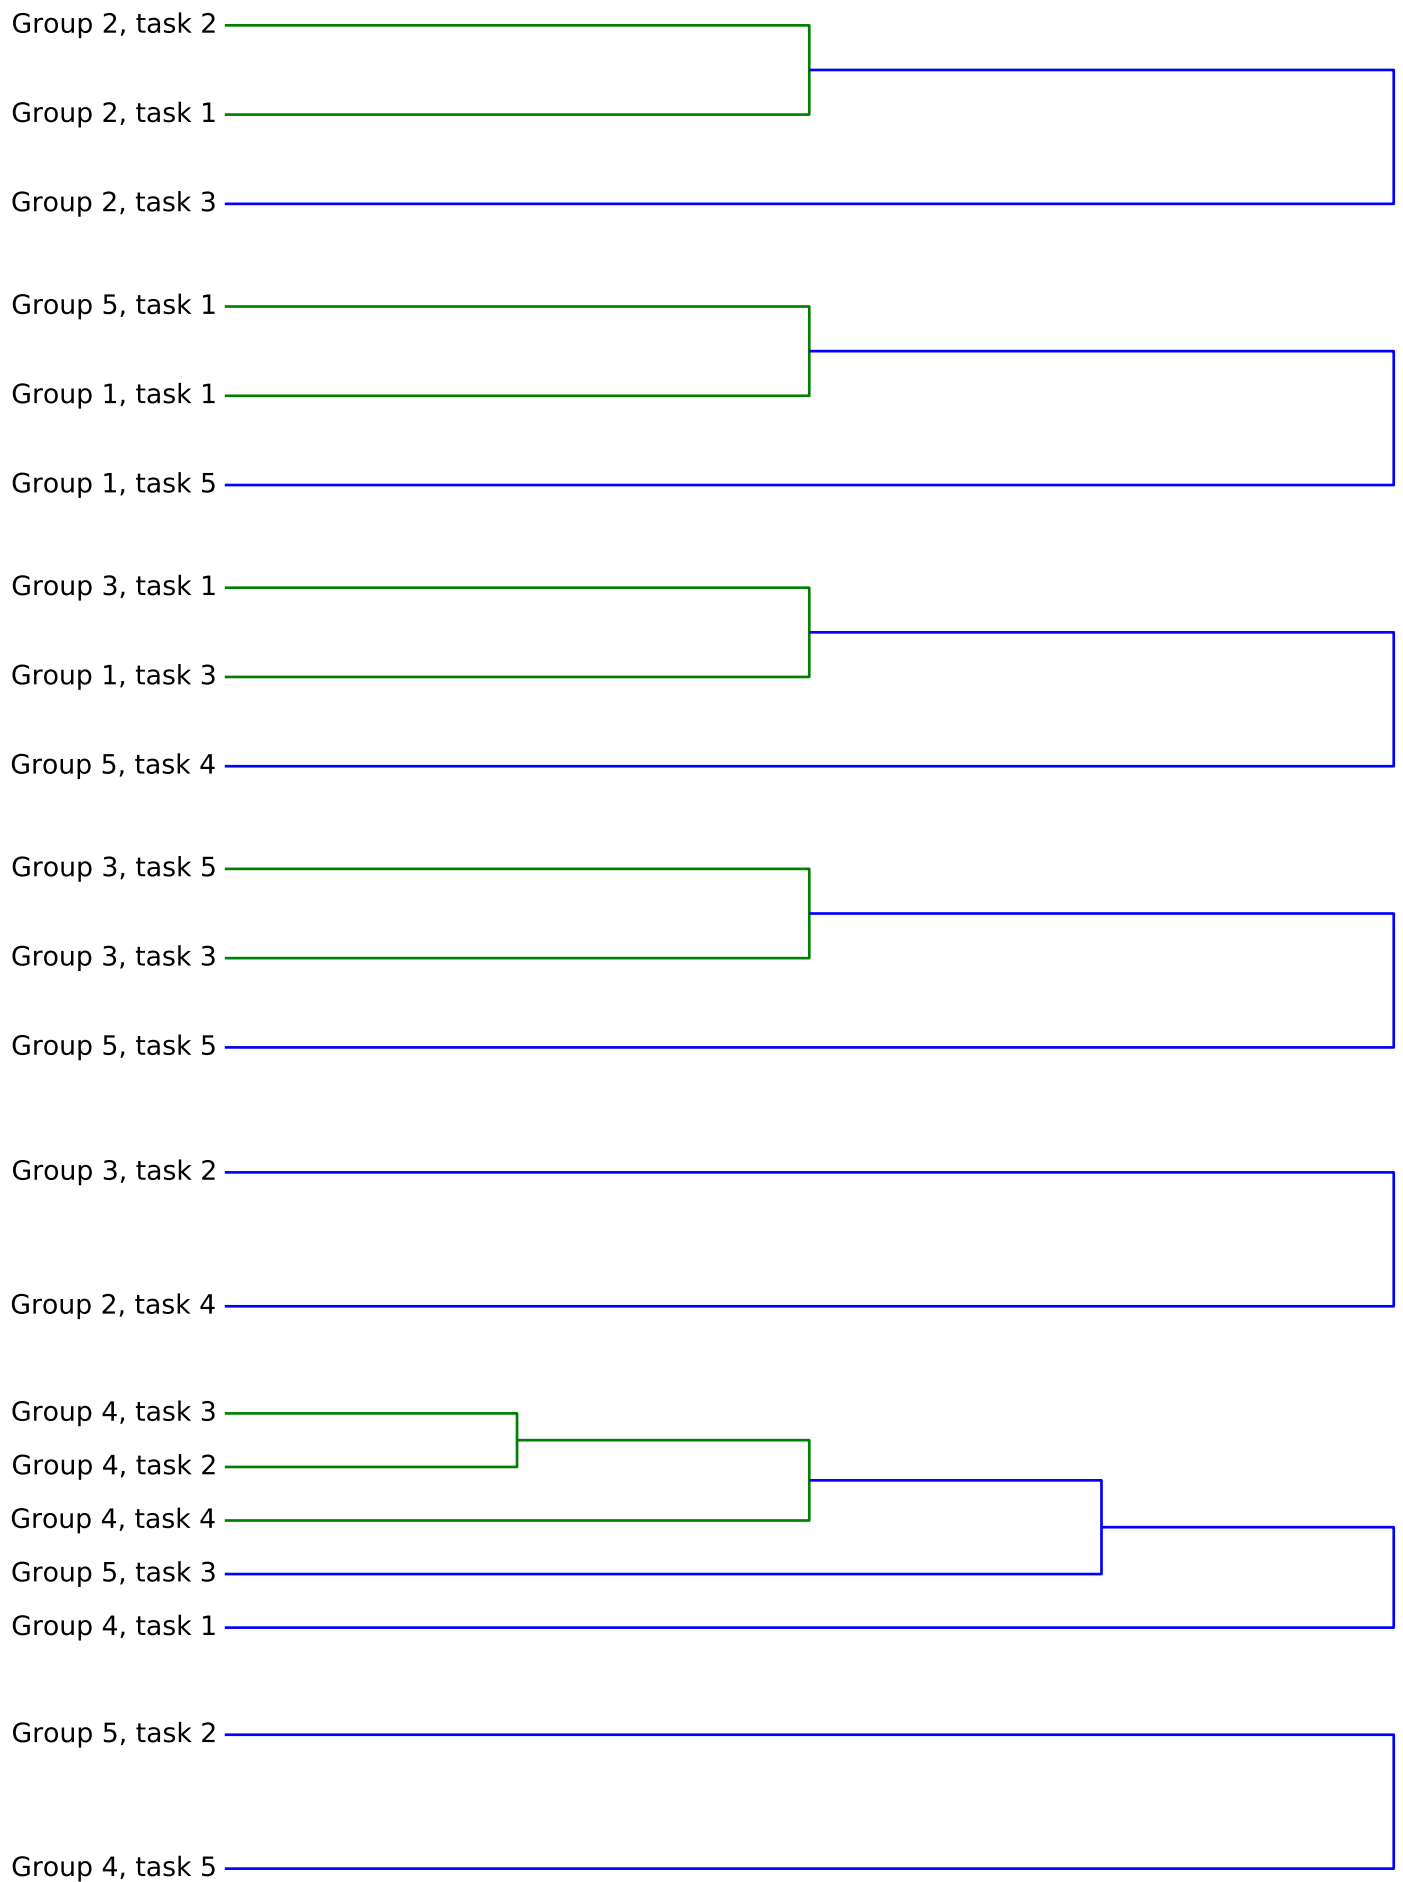 Group 2, task 2
Group 2, task 1
Group 2, task 3
Group 5, task 1
Group 1, task 1
Group 1, task 5
Group 3, task 1
Group 1, task 3
Group 5, task 4
Group 3, task 5
Group 3, task 3
Group 5, task 5
Group 3, task 2
Group 2, task 4
Group 4, task 3
Group 4, task 2
Group 4, task 4
Group 5, task 3
Group 4, task 1
Group 5, task 2
Group 4, task 5